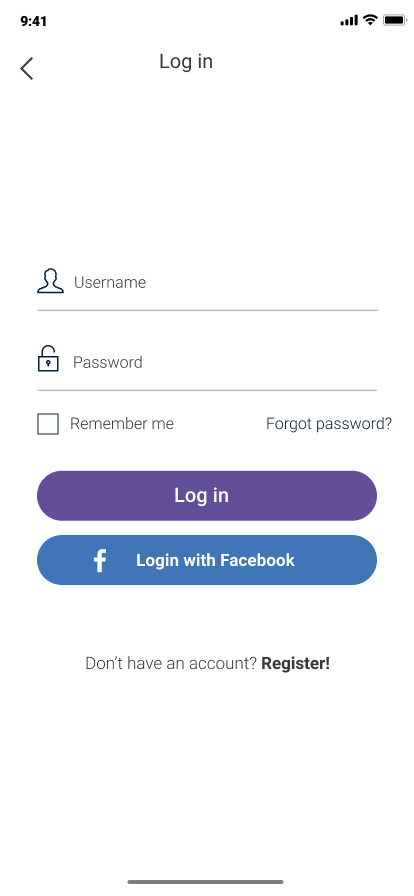 9:41
Log in
Username
Password
Remember me Forgot password?
Log in
Login with Facebook
Don’t have an account? Register!